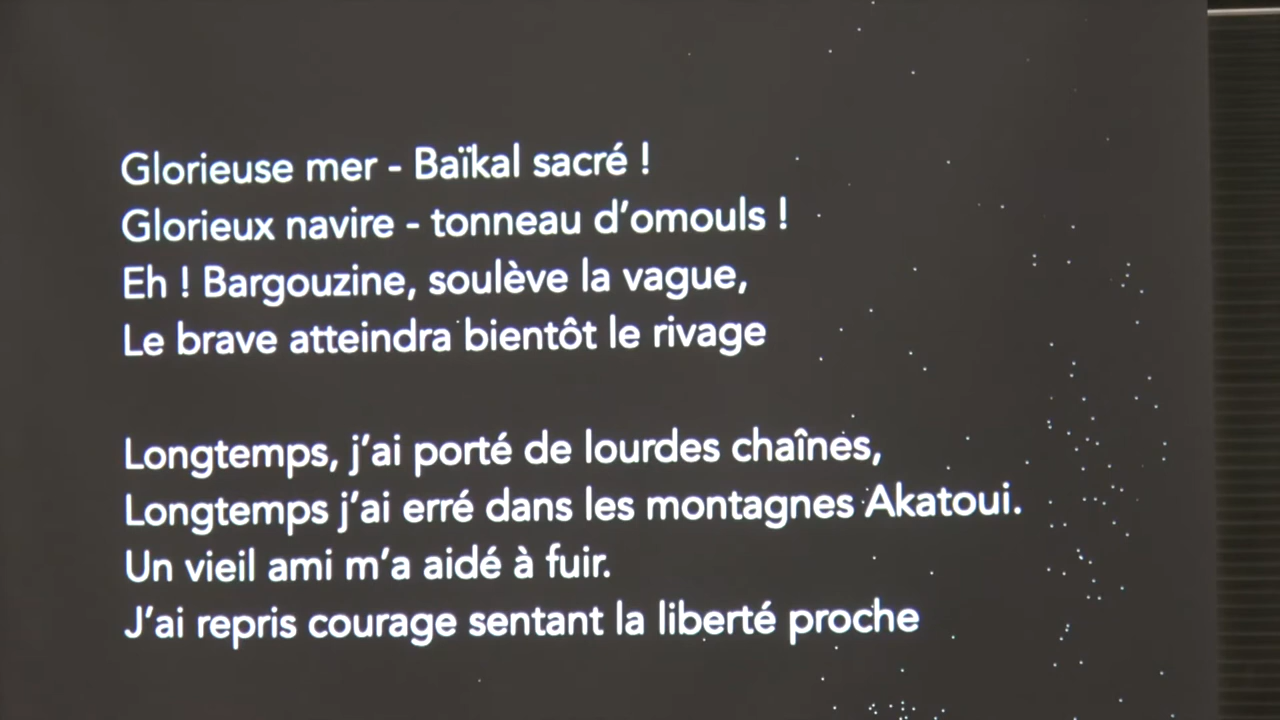 Glorieuse mer - Baïkal sacré !
Glorieux navire - tonneau d’omouls !
Eh ! Bargouzine, soulève la vague,
Le brave atteindra bientôt le rivage
Longtemps, j’ai porté de lourdes chaînes,
Longtemps j’ai erré dans les montagnes Akatoui.
Un vieil ami m’a aidé à fuir.
J’ai repris courage sentant la liberté proche